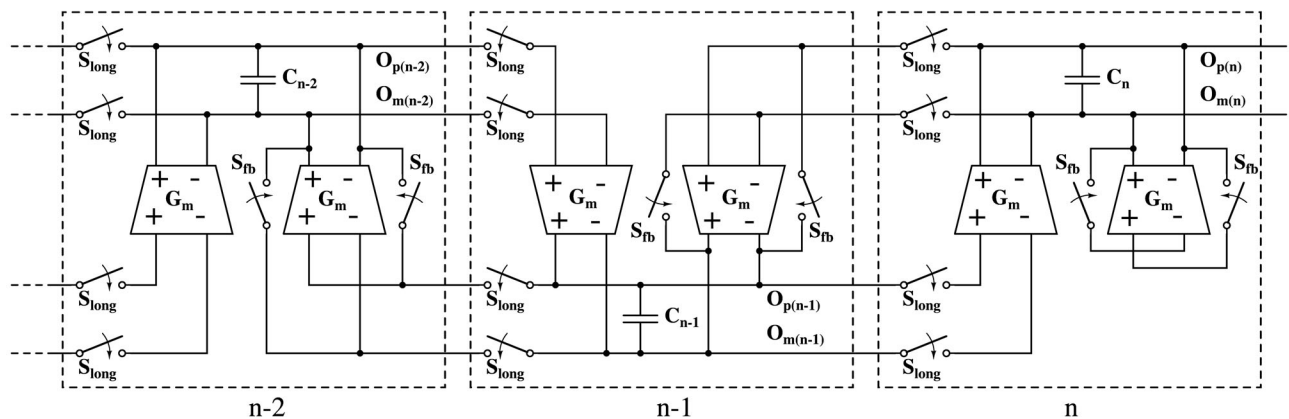 S_long S_long S_long
O_p(n-2) O_p(n)
C_n-2 C_n
O_m(n-2) O_m(n)
S_long S_long S_long
S_fb S_fb S_fb S_fb
+ - + - + - + - + - + -
G_m G_m G_m G_m G_m G_m
+ - + - + - + - + - + -
S_fb S_fb
S_long S_long O_p(n-1) S_long
C_n-1
O_m(n-1)
S_long S_long S_long
n-2 n-1 n